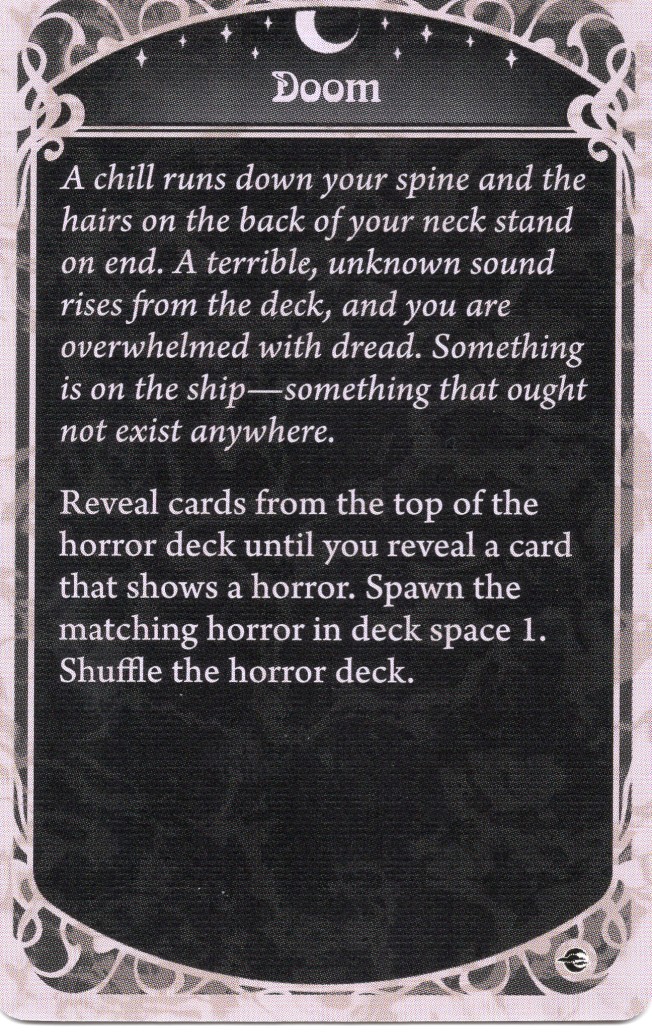 Doom
A chill runs down your spine and the
hairs on the back of your neck stand
on end. A terrible, unknown sound
rises from the deck, and you are
overwhelmed with dread. Something
is on the ship—something that ought
not exist anywhere.
Reveal cards from the top of the
horror deck until you reveal a card
that shows a horror. Spawn the
matching horror in deck space 1.
Shuffle the horror deck.